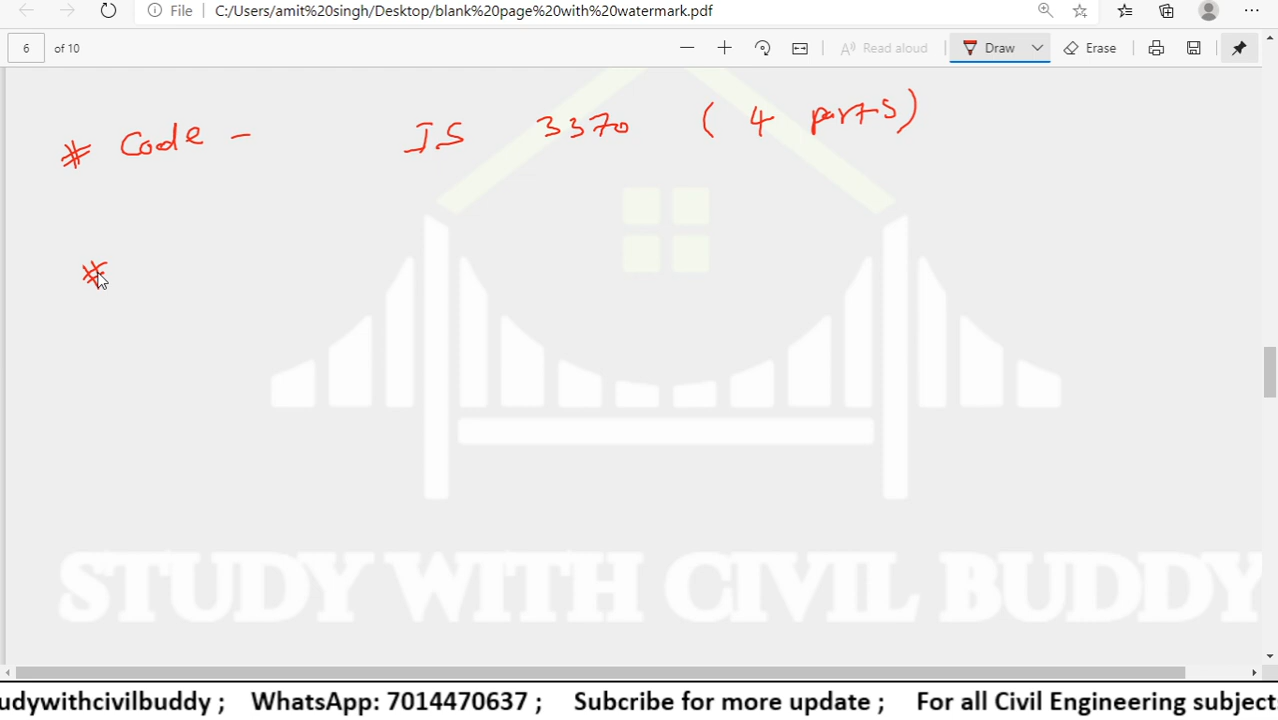 File C:/Users/amit%20singh/Desktop/blank%20page%20with%20watermark.pdf
6 of 10 Read aloud Draw Erase
# Code - IS 3370 ( 4 parts)
#
STUDY WITH CIVIL BUDDY
udywithcivilbuddy ; WhatsApp: 7014470637 ; Subcribe for more update ; For all Civil Engineering subject